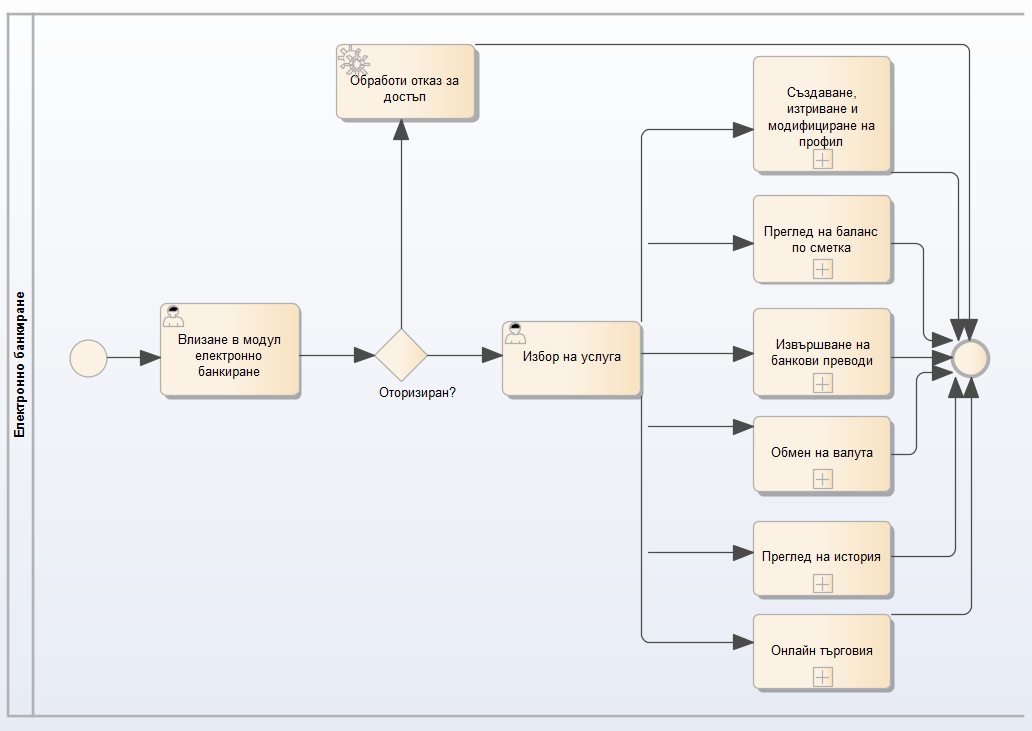 Електронно банкиране
Обработи отказ за
достъп
Влизане в модул
електронно
банкиране
Оторизиран?
Избор на услуга
Създаване,
изтриване и
модифициране на
профил
Преглед на баланс
по сметка
Извършване на
банкови преводи
Обмен на валута
Преглед на история
Онлайн търговия